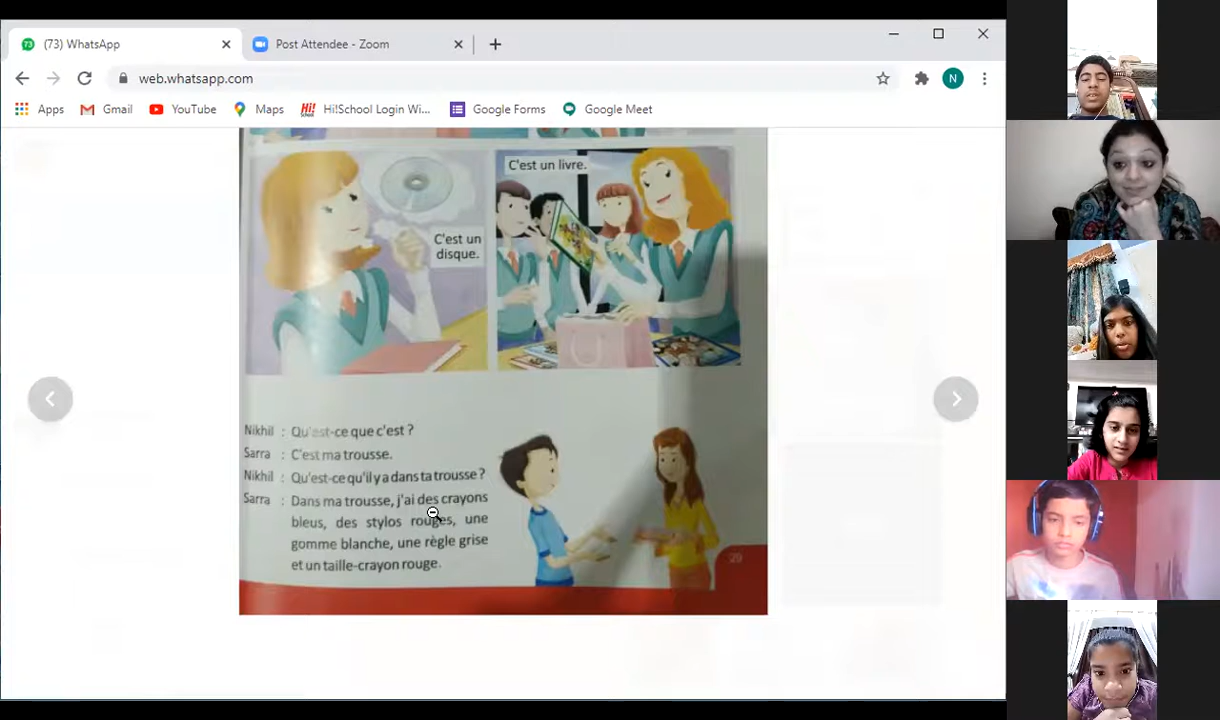 (73) WhatsApp
Post Attendee - Zoom
web.whatsapp.com
N
Apps
Gmail
YouTube
Maps
Hi! Hi!School Login Wi...
Google Forms
Google Meet
C'est un
disque.
C'est un livre.
Nikhil : Qu'est-ce que c'est ?
Sarra : C'est ma trousse.
Nikhil : Qu'est-ce qu'il y a dans ta trousse ?
Sarra : Dans ma trousse, j'ai des crayons
bleus, des stylos rouges, une
gomme blanche, une règle grise
et un taille-crayon rouge.
29